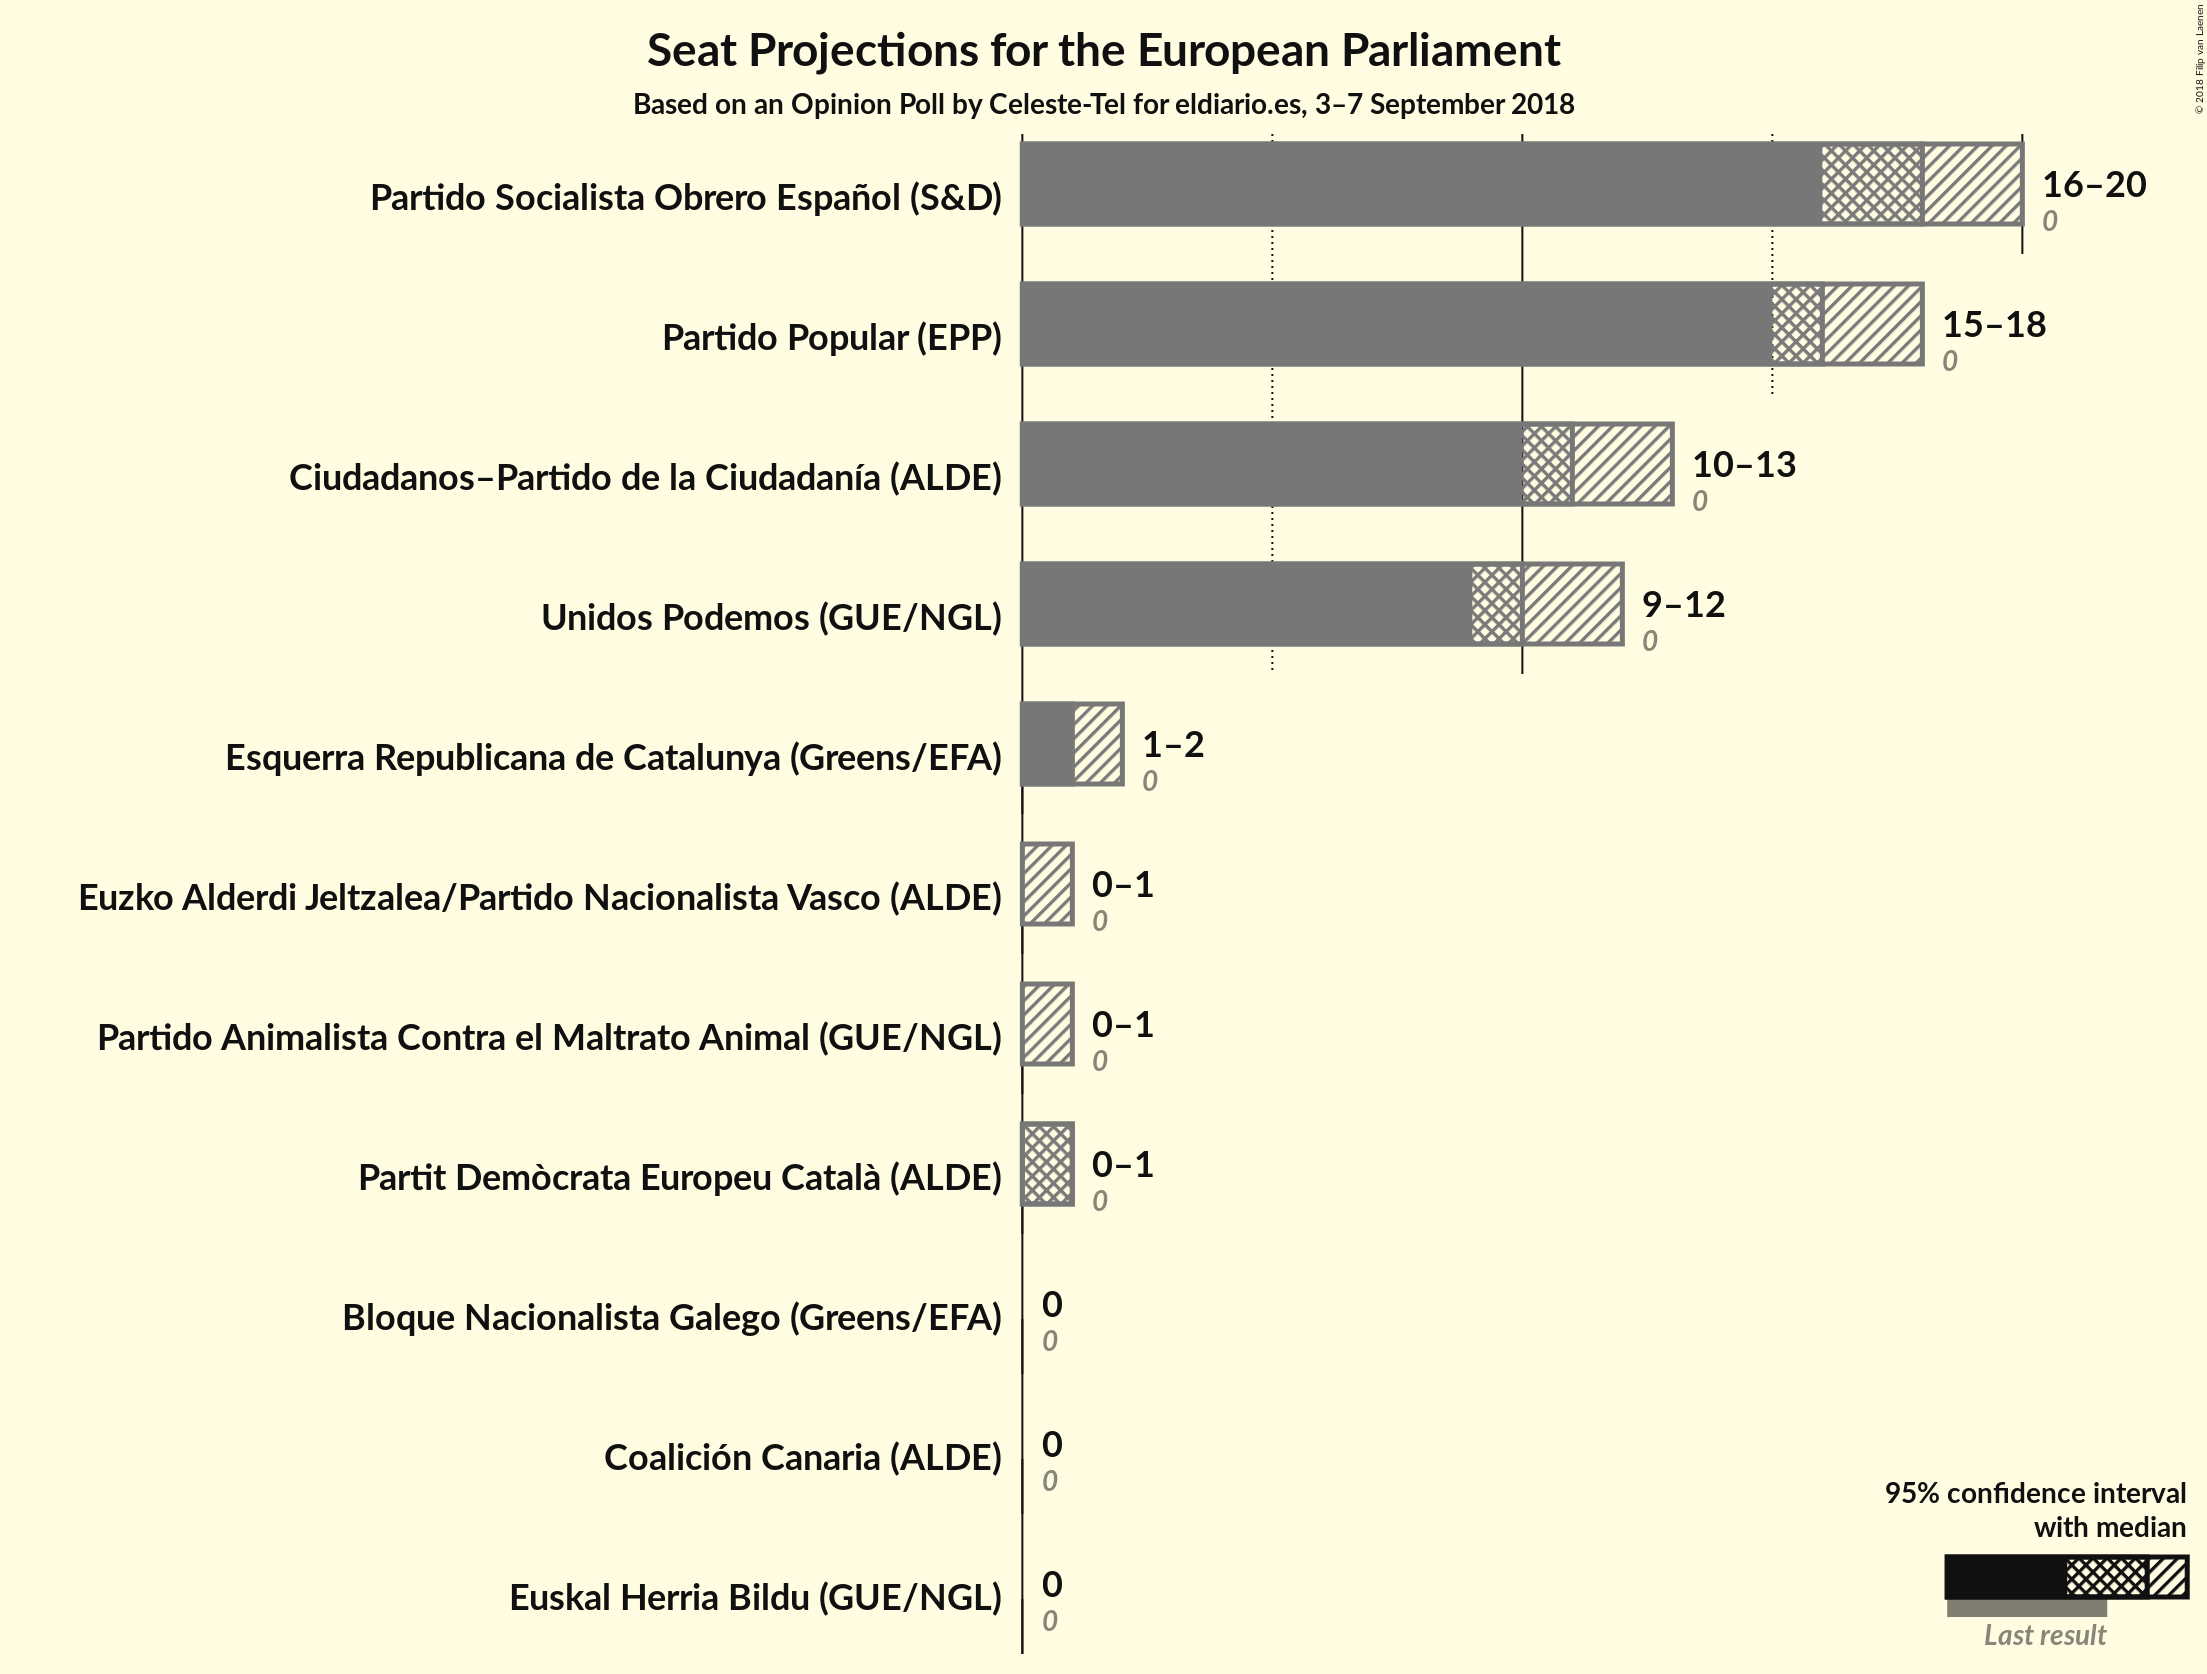 Seat Projections for the European Parliament
Based on an Opinion Poll by Celeste-Tel for eldiario.es, 3–7 September 2018
© 2018 Filip van Laenen
Partido Socialista Obrero Español (S&D)
16–20
0
Partido Popular (EPP)
15–18
0
Ciudadanos–Partido de la Ciudadanía (ALDE)
10–13
0
Unidos Podemos (GUE/NGL)
9–12
0
Esquerra Republicana de Catalunya (Greens/EFA)
1–2
0
Euzko Alderdi Jeltzalea/Partido Nacionalista Vasco (ALDE)
0–1
0
Partido Animalista Contra el Maltrato Animal (GUE/NGL)
0–1
0
Partit Demòcrata Europeu Català (ALDE)
0–1
0
Bloque Nacionalista Galego (Greens/EFA)
0
0
Coalición Canaria (ALDE)
0
0
Euskal Herria Bildu (GUE/NGL)
0
0
95% confidence interval
with median
Last result